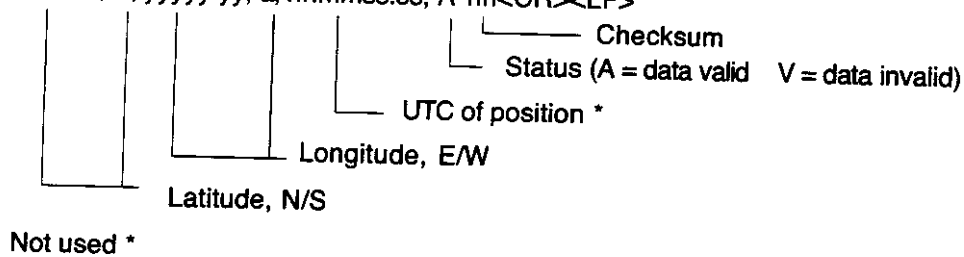 Checksum
Status (A = data valid V = data invalid)
UTC of position *
Longitude, E/W
Latitude, N/S
Not used *